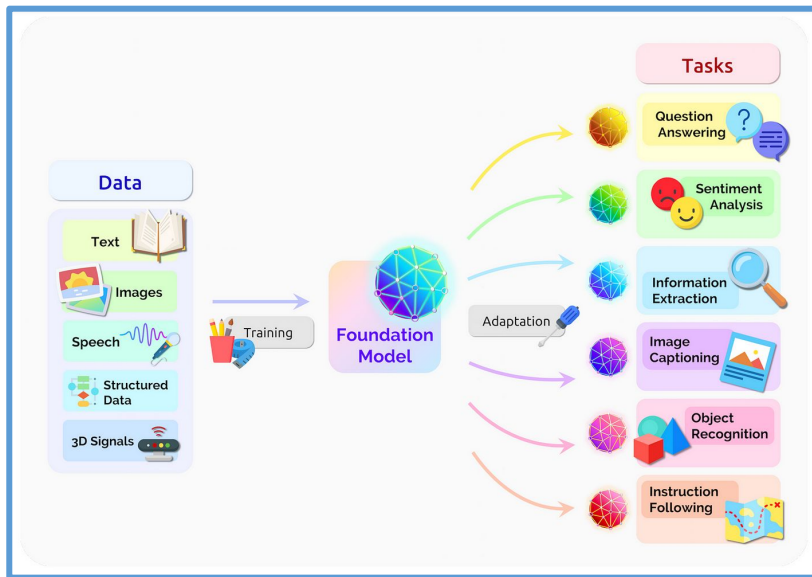 Data
Text
Images
Speech
Structured
Data
3D Signals
Training
Foundation
Model
Adaptation
Tasks
Question
Answering
?
Sentiment
Analysis
Information
Extraction
Image
Captioning
Object
Recognition
Instruction
Following